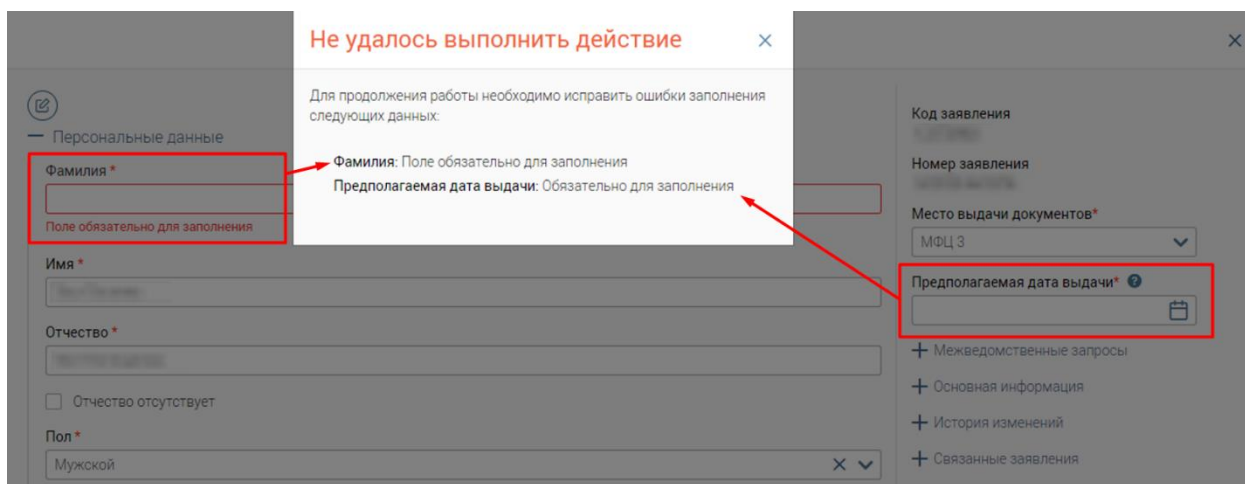 Не удалось выполнить действие
Для продолжения работы необходимо исправить ошибки заполнения
следующих данных:
Фамилия: Поле обязательно для заполнения
Предполагаемая дата выдачи: Обязательно для заполнения
Персональные данные
Фамилия *
Поле обязательно для заполнения
Имя *
Отчество *
Отчество отсутствует
Пол *
Мужской
Код заявления
Номер заявления
Место выдачи документов*
МФЦ 3
Предполагаемая дата выдачи*
Межведомственные запросы
Основная информация
История изменений
Связанные заявления